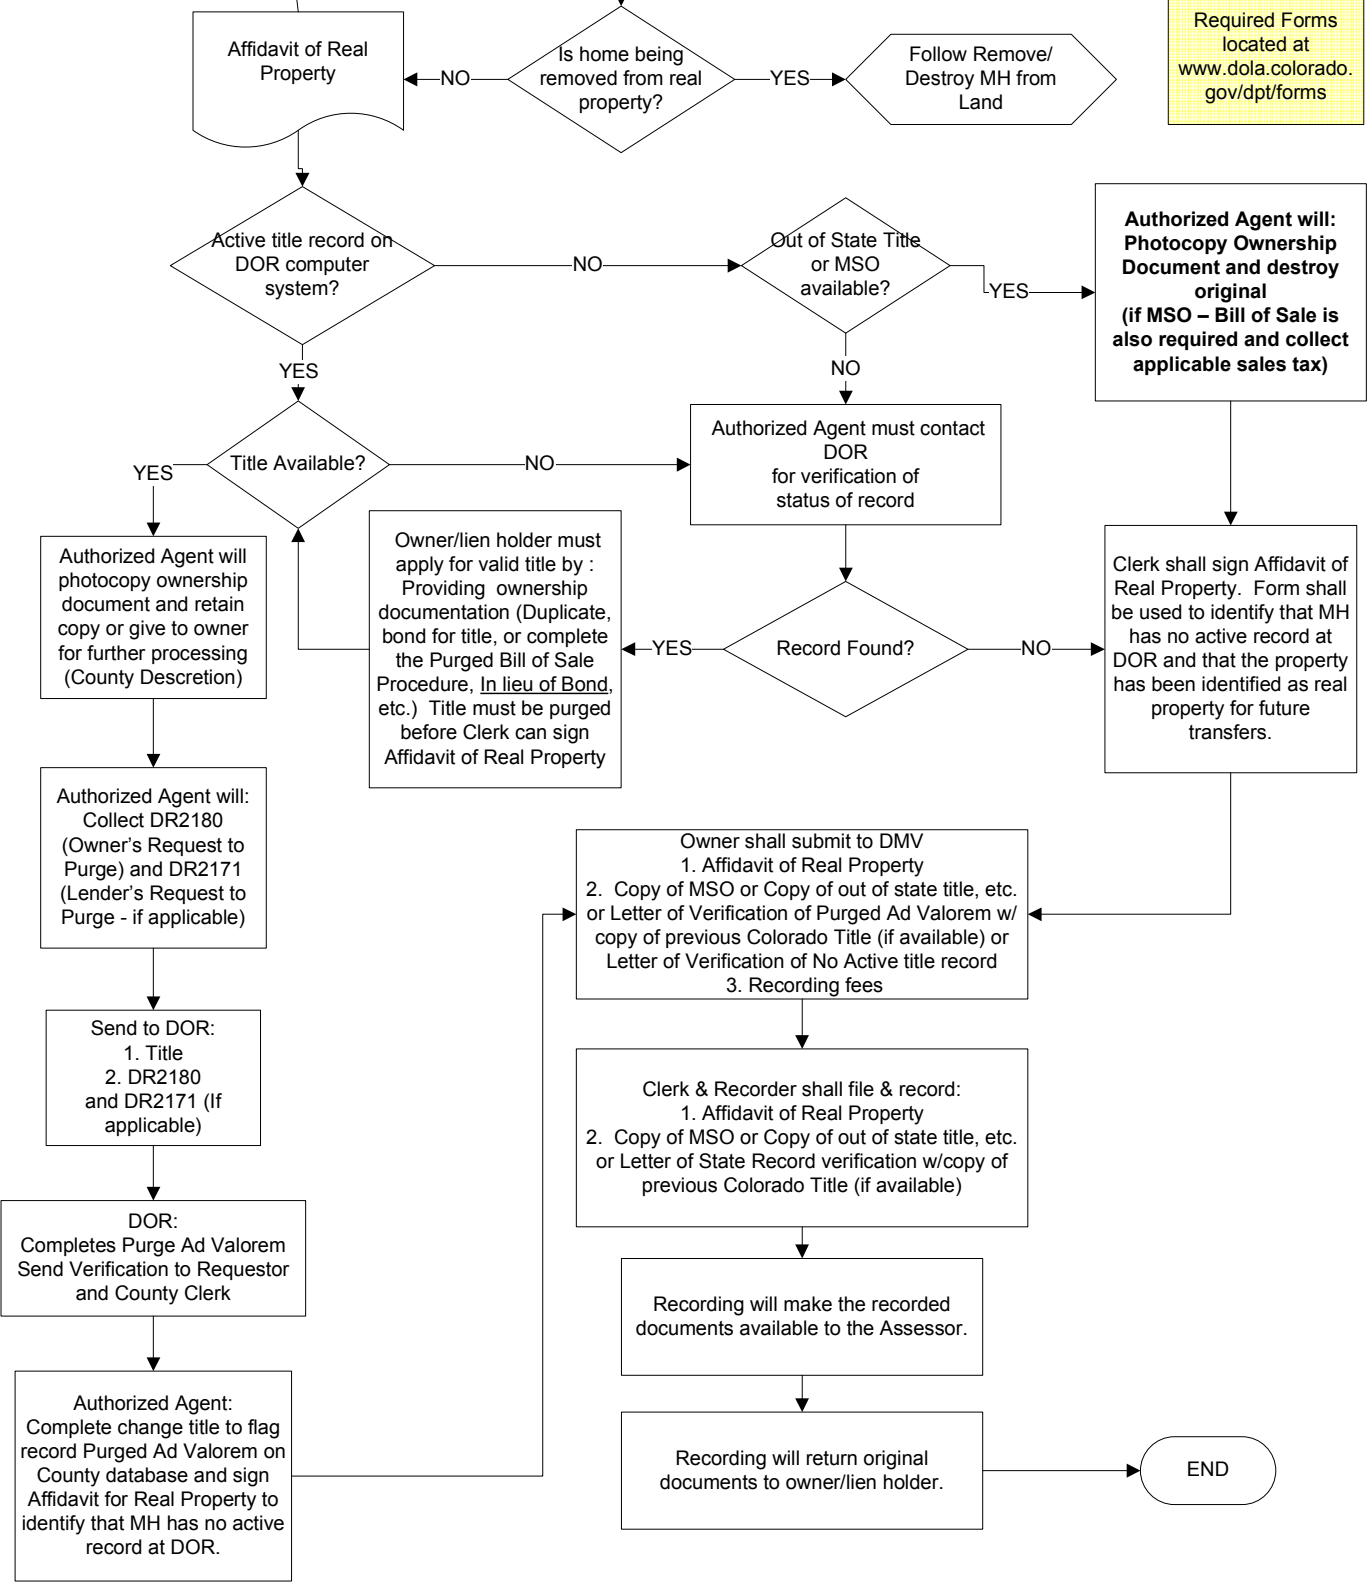 Affidavit of Real
Property
NO
Is home being
removed from real
property?
YES
Follow Remove/
Destroy MH from
Land
Required Forms
located at
www.dola.colorado.
gov/dpt/forms
Active title record on
DOR computer
system?
NO
Out of State Title
or MSO
available?
YES
Authorized Agent will:
Photocopy Ownership
Document and destroy
original
(if MSO – Bill of Sale is
also required and collect
applicable sales tax)
YES
NO
Title Available?
YES
NO
Authorized Agent must contact
DOR
for verification of
status of record
Authorized Agent will
photocopy ownership
document and retain
copy or give to owner
for further processing
(County Descretion)
Owner/lien holder must
apply for valid title by :
Providing ownership
documentation (Duplicate,
bond for title, or complete
the Purged Bill of Sale
Procedure, In lieu of Bond,
etc.) Title must be purged
before Clerk can sign
Affidavit of Real Property
YES
Record Found?
NO
Clerk shall sign Affidavit of
Real Property. Form shall
be used to identify that MH
has no active record at
DOR and that the property
has been identified as real
property for future
transfers.
Authorized Agent will:
Collect DR2180
(Owner's Request to
Purge) and DR2171
(Lender's Request to
Purge - if applicable)
Owner shall submit to DMV
1. Affidavit of Real Property
2. Copy of MSO or Copy of out of state title, etc.
or Letter of Verification of Purged Ad Valorem w/
copy of previous Colorado Title (if available) or
Letter of Verification of No Active title record
3. Recording fees
Send to DOR:
1. Title
2. DR2180
and DR2171 (If
applicable)
Clerk & Recorder shall file & record:
1. Affidavit of Real Property
2. Copy of MSO or Copy of out of state title, etc.
or Letter of State Record verification w/copy of
previous Colorado Title (if available)
DOR:
Completes Purge Ad Valorem
Send Verification to Requestor
and County Clerk
Recording will make the recorded
documents available to the Assessor.
Authorized Agent:
Complete change title to flag
record Purged Ad Valorem on
County database and sign
Affidavit for Real Property to
identify that MH has no active
record at DOR.
Recording will return original
documents to owner/lien holder.
END